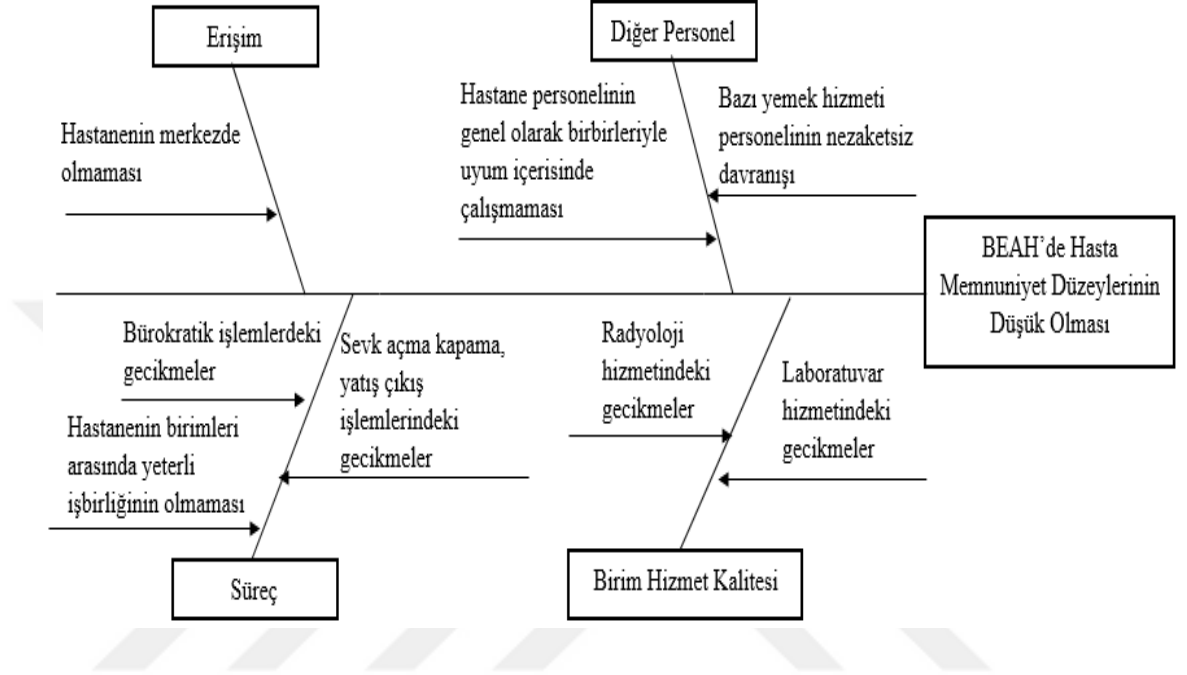 Erişim
Diğer Personel
Hastanenin merkezde
olmaması
Hastane personelinin
genel olarak birbirleriyle
uyum içerisinde
çalışmaması
Bazı yemek hizmeti
personelinin nezaketsiz
davranışı
BEAH’de Hasta
Memnuniyet Düzeylerinin
Düşük Olması
Bürokratik işlemlerdeki
gecikmeler
Sevk açma kapama,
yatış çıkış
işlemlerindeki
gecikmeler
Hastanenin birimleri
arasında yeterli
işbirliğinin olmaması
Radyoloji
hizmetindeki
gecikmeler
Laboratuvar
hizmetindeki
gecikmeler
Süreç
Birim Hizmet Kalitesi